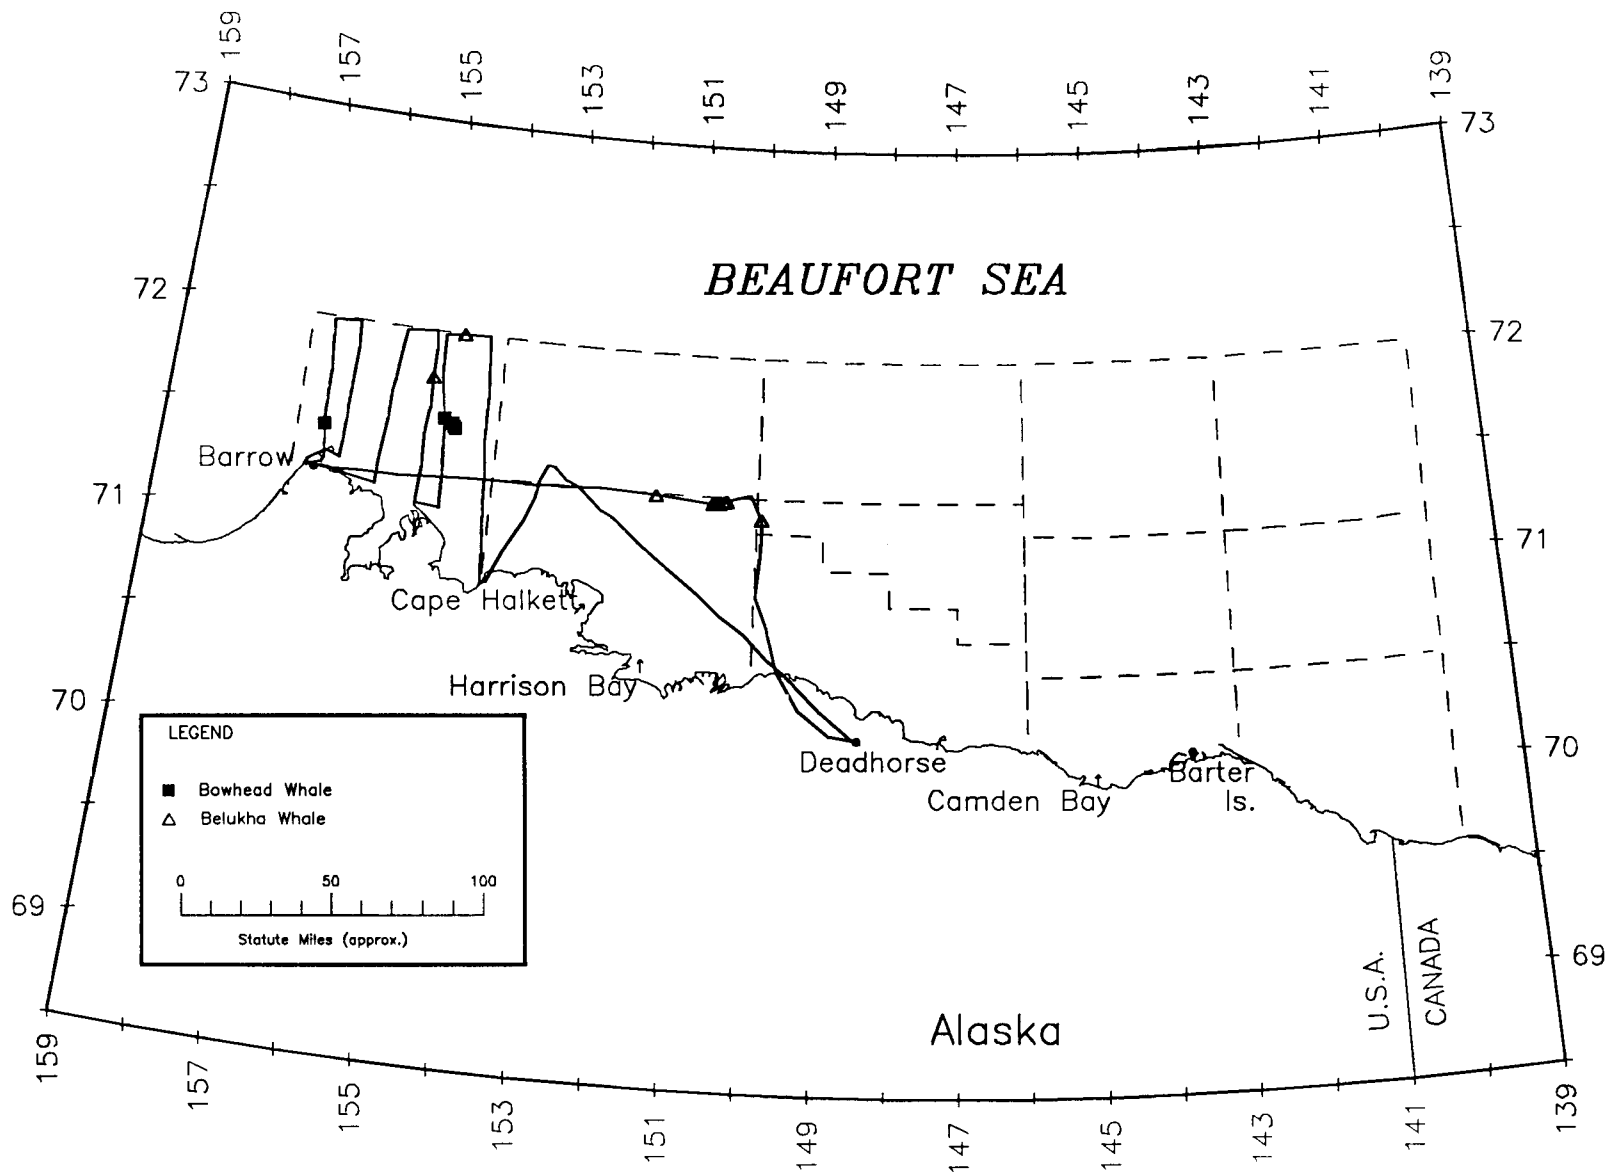 159
157
155
153
151
149
147
145
143
141
139
73
73
BEAUFORT SEA
72
72
Barrow
71
71
Cape Halkett
Harrison Bay
70
70
Deadhorse
Barter
Is.
Camden Bay
LEGEND
Bowhead Whale
Belukha Whale
0 50 100
Statute Miles (approx.)
69
69
U.S.A.
CANADA
Alaska
159
157
155
153
151
149
147
145
143
141
139